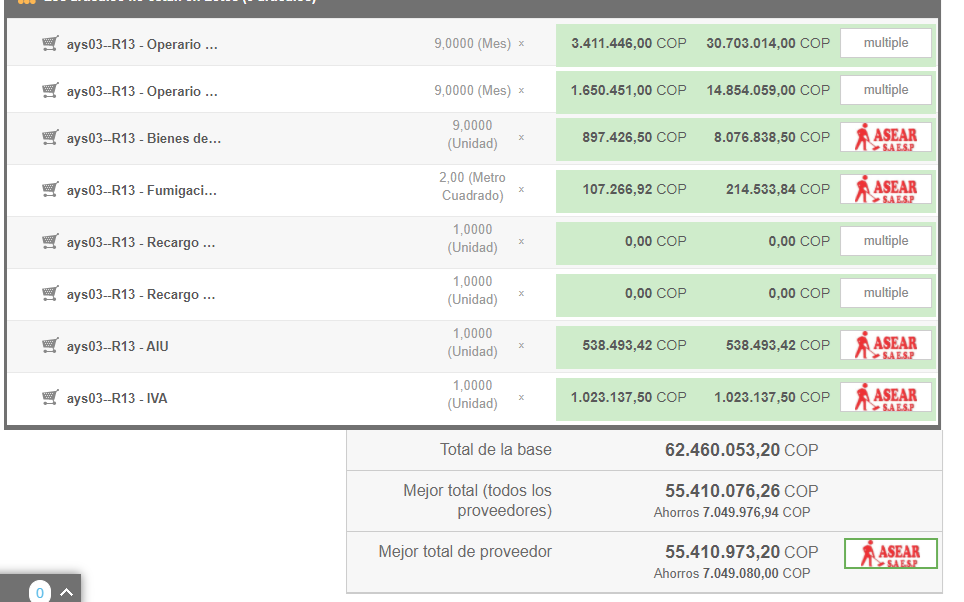 ays03--R13 - Operario ... 9,0000 (Mes) x 3.411.446,00 COP 30.703.014,00 COP multiple
ays03--R13 - Operario ... 9,0000 (Mes) x 1.650.451,00 COP 14.854.059,00 COP multiple
ays03--R13 - Bienes de... 9,0000 (Unidad) x 897.426,50 COP 8.076.838,50 COP ASEAR S.A E.S.P
ays03--R13 - Fumigaci... 2,00 (Metro Cuadrado) x 107.266,92 COP 214.533,84 COP ASEAR S.A E.S.P
ays03--R13 - Recargo ... 1,0000 (Unidad) x 0,00 COP 0,00 COP multiple
ays03--R13 - Recargo ... 1,0000 (Unidad) x 0,00 COP 0,00 COP multiple
ays03--R13 - AIU 1,0000 (Unidad) x 538.493,42 COP 538.493,42 COP ASEAR S.A E.S.P
ays03--R13 - IVA 1,0000 (Unidad) x 1.023.137,50 COP 1.023.137,50 COP ASEAR S.A E.S.P
Total de la base 62.460.053,20 COP
Mejor total (todos los proveedores) 55.410.076,26 COP
Ahorros 7.049.976,94 COP
Mejor total de proveedor 55.410.973,20 COP ASEAR S.A E.S.P
Ahorros 7.049.080,00 COP
0